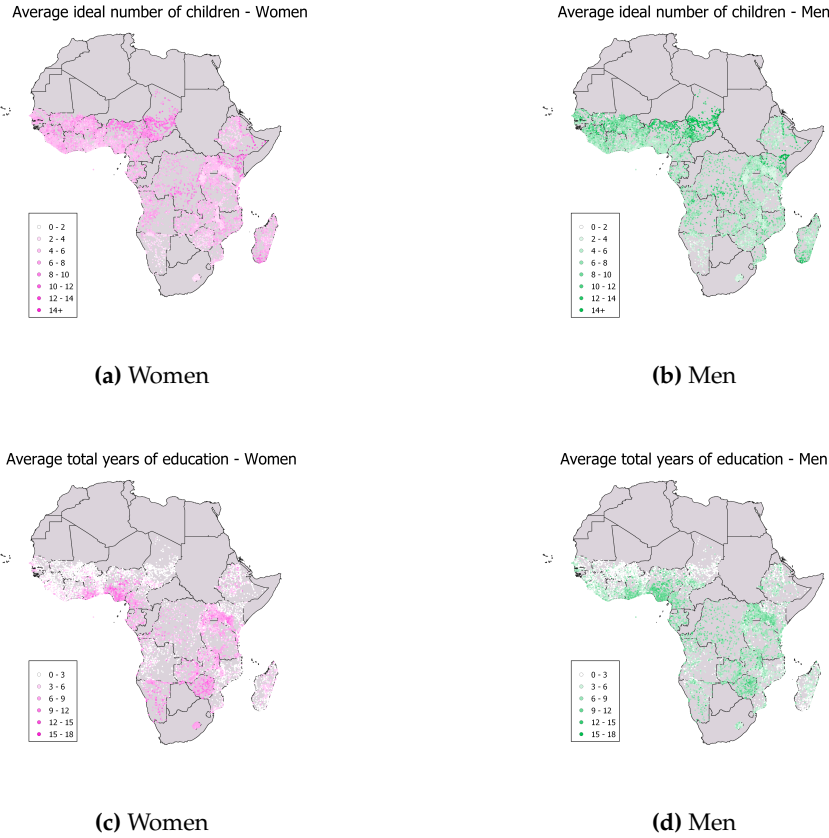 Average ideal number of children - Women
0 - 2
2 - 4
4 - 6
6 - 8
8 - 10
10 - 12
12 - 14
14+
(a) Women
Average ideal number of children - Men
0 - 2
2 - 4
4 - 6
6 - 8
8 - 10
10 - 12
12 - 14
14+
(b) Men
Average total years of education - Women
0 - 3
3 - 6
6 - 9
9 - 12
12 - 15
15 - 18
(c) Women
Average total years of education - Men
0 - 3
3 - 6
6 - 9
9 - 12
12 - 15
15 - 18
(d) Men